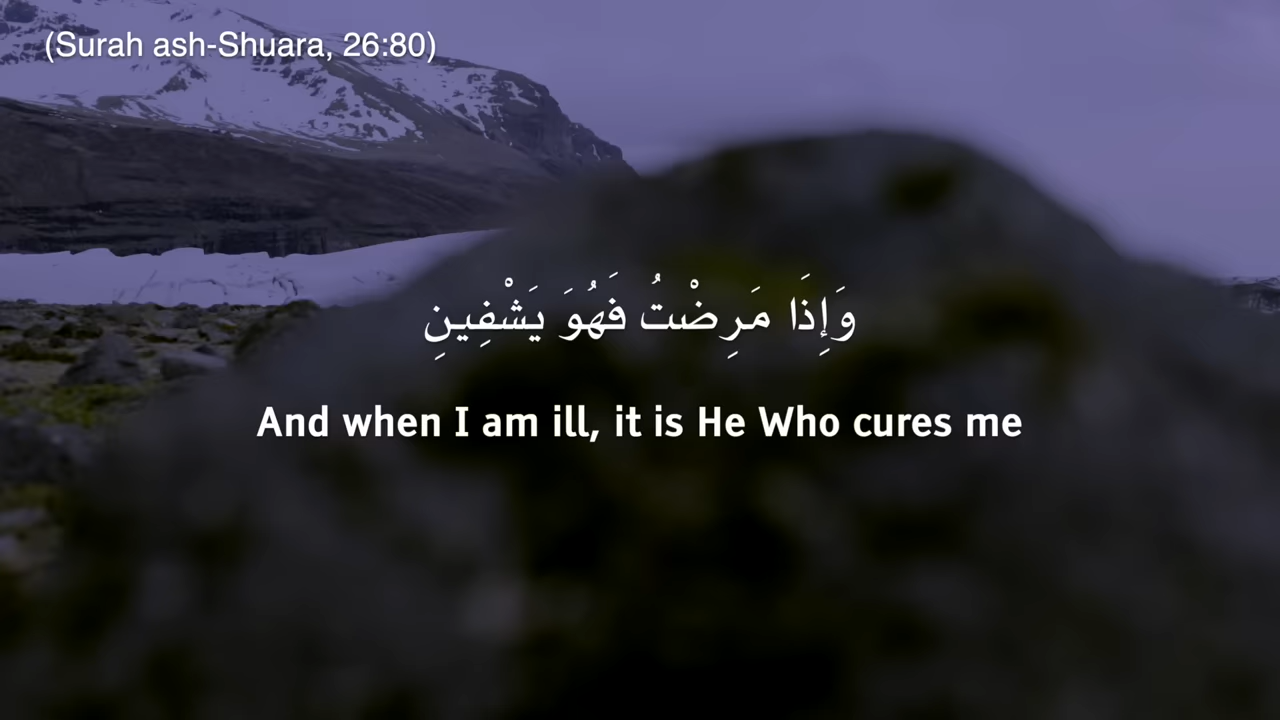 (Surah ash-Shuara, 26:80)
وَإِذَا مَرِضْتُ فَهُوَ يَشْفِينِ
And when I am ill, it is He Who cures me